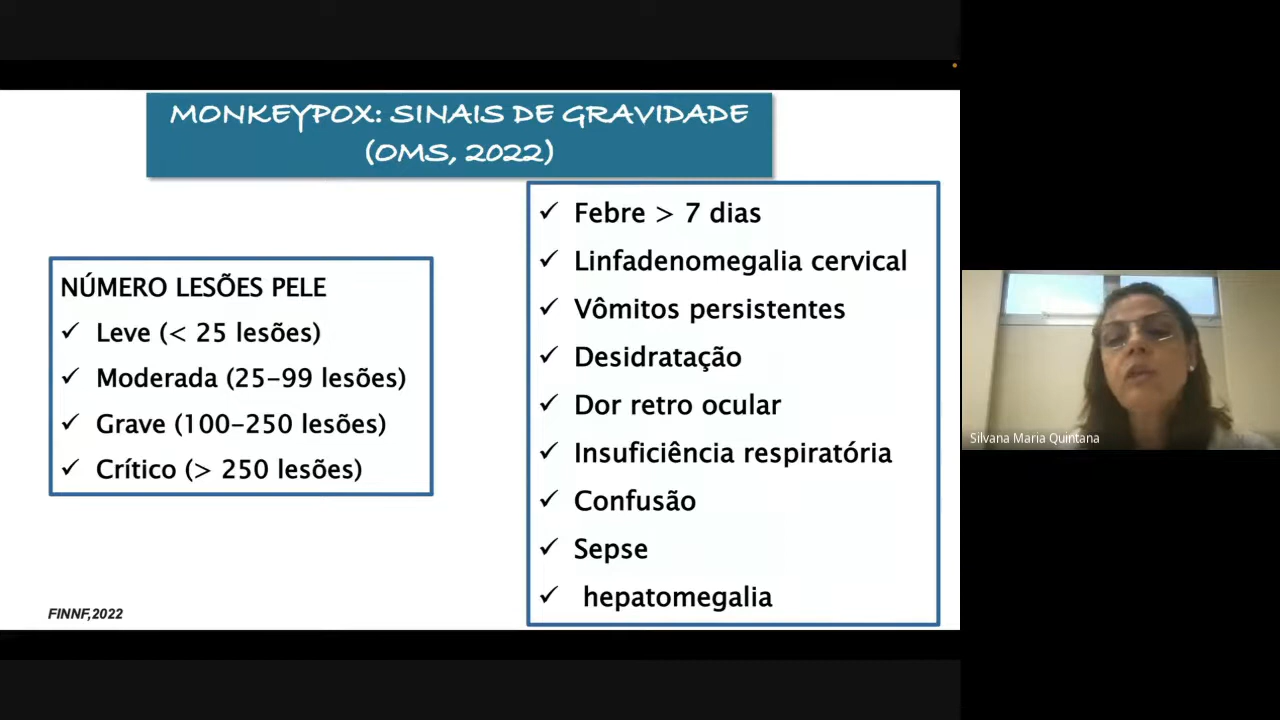 MONKEYPOX: SINAIS DE GRAVIDADE
(OMS, 2022)
NÚMERO LESÕES PELE
✓ Leve (< 25 lesões)
✓ Moderada (25–99 lesões)
✓ Grave (100–250 lesões)
✓ Crítico (> 250 lesões)
✓ Febre > 7 dias
✓ Linfadenomegalia cervical
✓ Vômitos persistentes
✓ Desidratação
✓ Dor retro ocular
✓ Insuficiência respiratória
✓ Confusão
✓ Sepse
✓ hepatomegalia
FINNF,2022
Silvana Maria Quintana